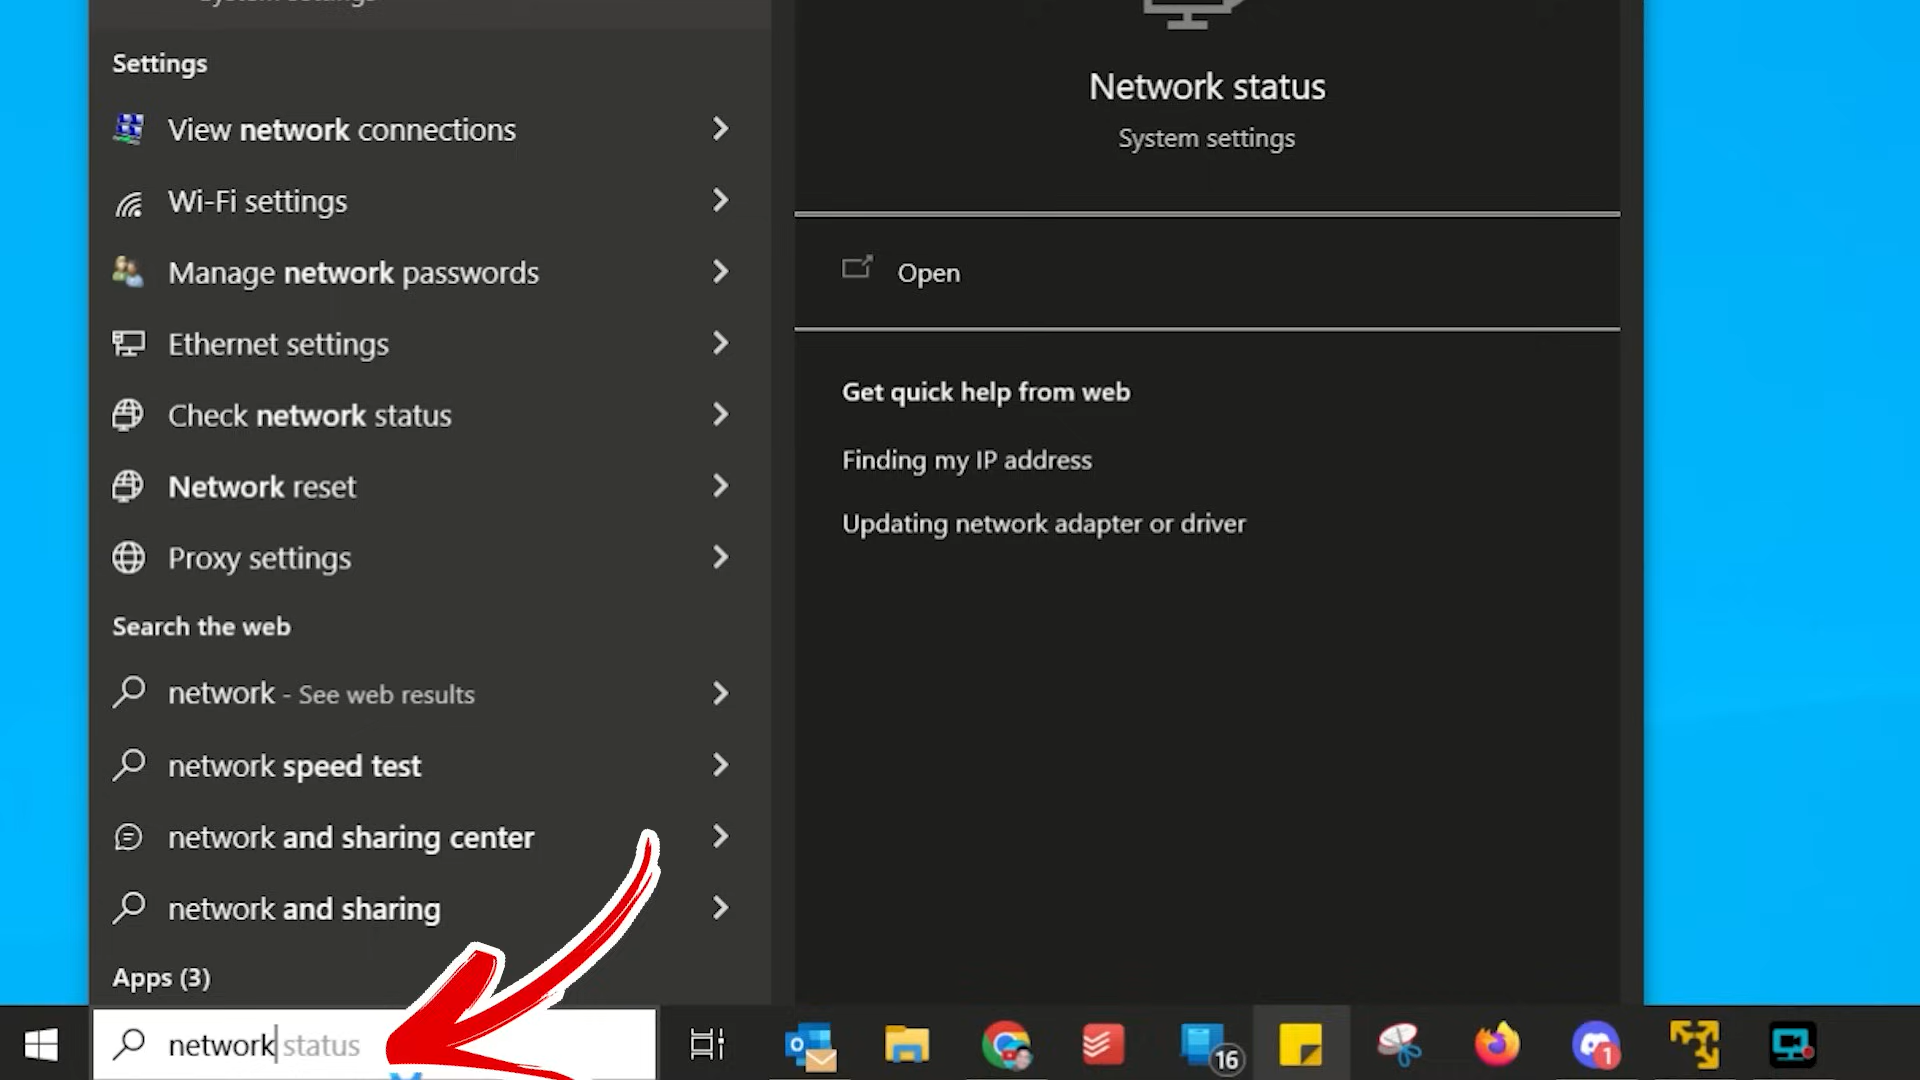 System settings
Settings
View network connections
Wi-Fi settings
Manage network passwords
Ethernet settings
Check network status
Network reset
Proxy settings
Search the web
network - See web results
network speed test
network and sharing center
network and sharing
Apps (3)
network status
Network status
System settings
Open
Get quick help from web
Finding my IP address
Updating network adapter or driver
16
1